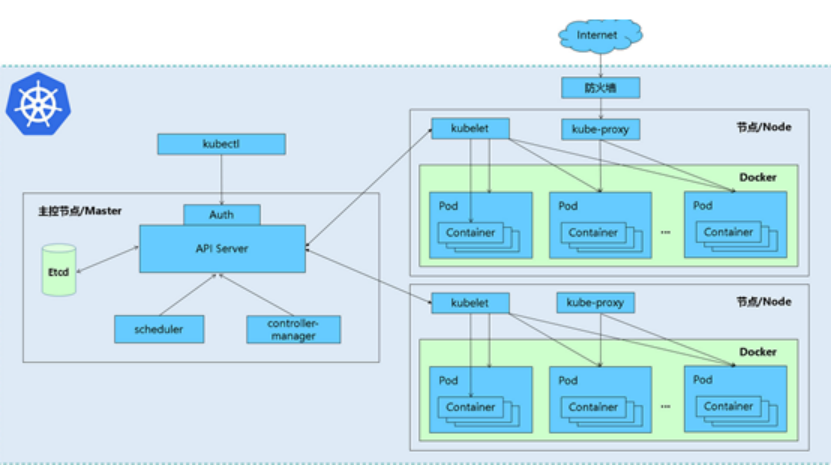 Internet
防火墙
kubelet
kube-proxy
节点/Node
kubectl
Docker
主控节点/Master
Auth
Pod
Pod
Pod
API Server
Container
Container
...
Container
Etcd
kubelet
kube-proxy
节点/Node
scheduler
controller-
manager
Docker
Pod
Pod
Pod
Container
Container
...
Container